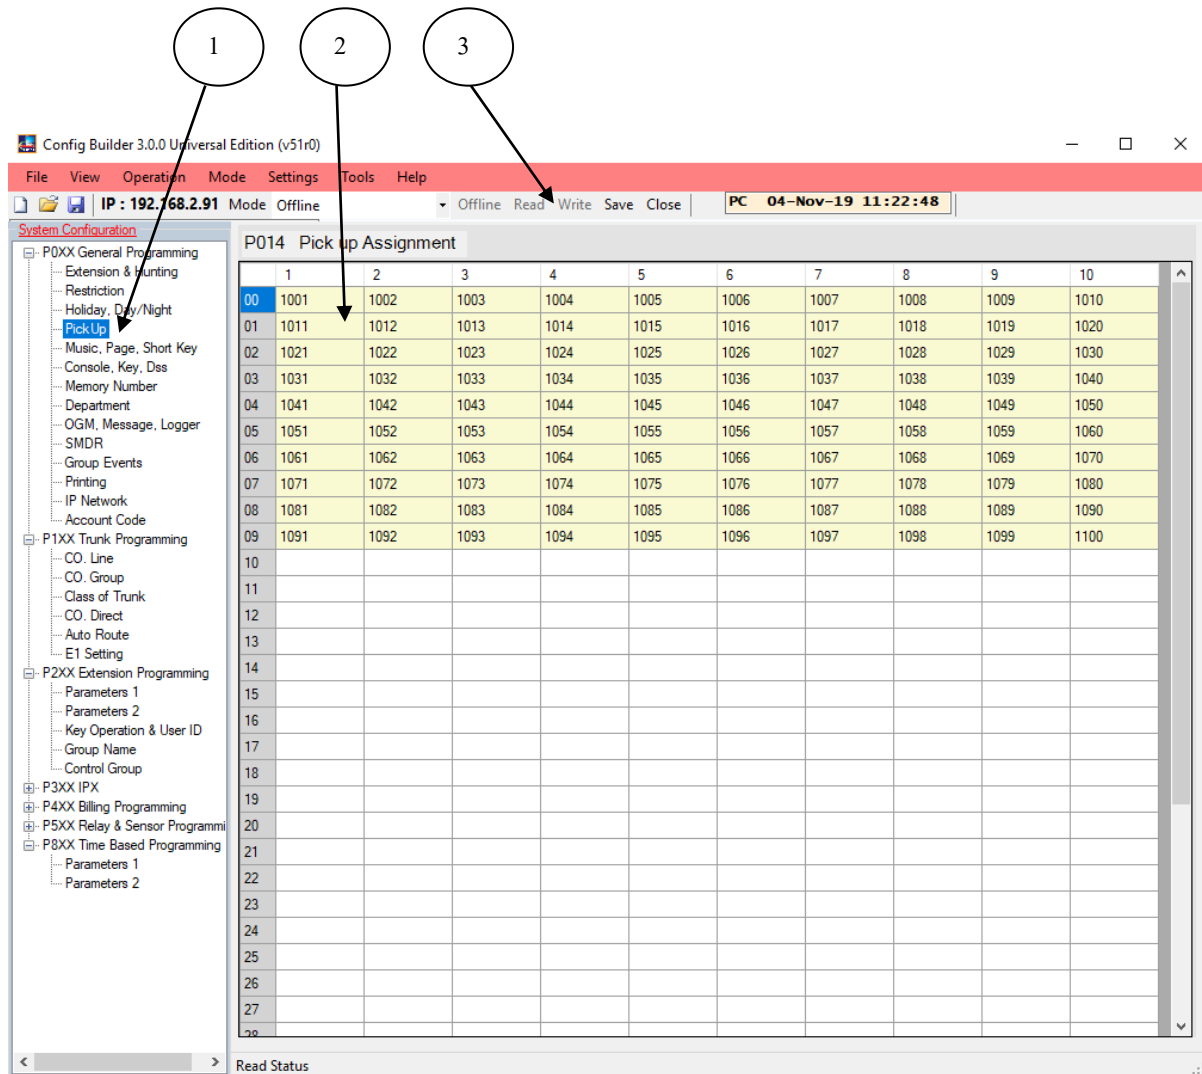 1 2 3
Config Builder 3.0.0 Universal Edition (v51r0)
File View Operation Mode Settings Tools Help
IP : 192.168.2.91 Mode Offline Offline Read Write Save Close PC 04-Nov-19 11:22:48
System Configuration
P0XX General Programming
Extension & Hunting
Restriction
Holiday, Day/Night
Pick Up
Music, Page, Short Key
Console, Key, Dss
Memory Number
Department
OGM, Message, Logger
SMDR
Group Events
Printing
IP Network
Account Code
P1XX Trunk Programming
CO. Line
CO. Group
Class of Trunk
CO. Direct
Auto Route
E1 Setting
P2XX Extension Programming
Parameters 1
Parameters 2
Key Operation & User ID
Group Name
Control Group
P3XX IPX
P4XX Billing Programming
P5XX Relay & Sensor Programmi
P8XX Time Based Programming
Parameters 1
Parameters 2
P014 Pick up Assignment
1 2 3 4 5 6 7 8 9 10
00 1001 1002 1003 1004 1005 1006 1007 1008 1009 1010
01 1011 1012 1013 1014 1015 1016 1017 1018 1019 1020
02 1021 1022 1023 1024 1025 1026 1027 1028 1029 1030
03 1031 1032 1033 1034 1035 1036 1037 1038 1039 1040
04 1041 1042 1043 1044 1045 1046 1047 1048 1049 1050
05 1051 1052 1053 1054 1055 1056 1057 1058 1059 1060
06 1061 1062 1063 1064 1065 1066 1067 1068 1069 1070
07 1071 1072 1073 1074 1075 1076 1077 1078 1079 1080
08 1081 1082 1083 1084 1085 1086 1087 1088 1089 1090
09 1091 1092 1093 1094 1095 1096 1097 1098 1099 1100
10
11
12
13
14
15
16
17
18
19
20
21
22
23
24
25
26
27
28
Read Status